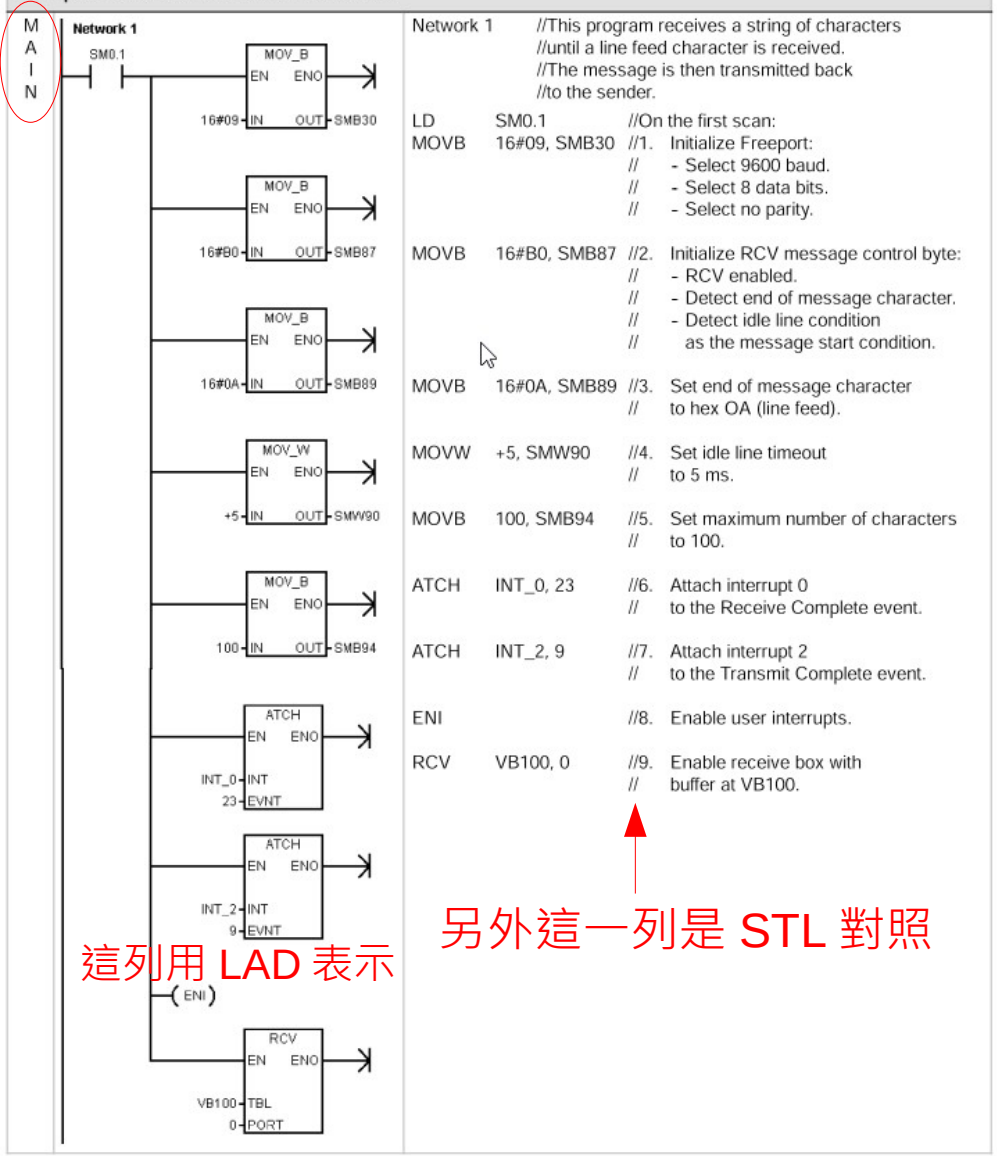 M
A
I
N
Network 1
SM0.1
MOV_B
EN ENO
16#09 IN OUT SMB30
MOV_B
EN ENO
16#B0 IN OUT SMB87
MOV_B
EN ENO
16#0A IN OUT SMB89
MOV_W
EN ENO
+5 IN OUT SMW90
MOV_B
EN ENO
100 IN OUT SMB94
ATCH
EN ENO
INT_0 INT
23 EVNT
ATCH
EN ENO
INT_2 INT
9 EVNT
這列用 LAD 表示
( ENI )
RCV
EN ENO
VB100 TBL
0 PORT
Network 1 //This program receives a string of characters
//until a line feed character is received.
//The message is then transmitted back
//to the sender.
LD SM0.1 //On the first scan:
MOVB 16#09, SMB30 //1. Initialize Freeport:
// - Select 9600 baud.
// - Select 8 data bits.
// - Select no parity.
MOVB 16#B0, SMB87 //2. Initialize RCV message control byte:
// - RCV enabled.
// - Detect end of message character.
// - Detect idle line condition
// as the message start condition.
MOVB 16#0A, SMB89 //3. Set end of message character
// to hex OA (line feed).
MOVW +5, SMW90 //4. Set idle line timeout
// to 5 ms.
MOVB 100, SMB94 //5. Set maximum number of characters
// to 100.
ATCH INT_0, 23 //6. Attach interrupt 0
// to the Receive Complete event.
ATCH INT_2, 9 //7. Attach interrupt 2
// to the Transmit Complete event.
ENI //8. Enable user interrupts.
RCV VB100, 0 //9. Enable receive box with
// buffer at VB100.
另外這一列是 STL 對照